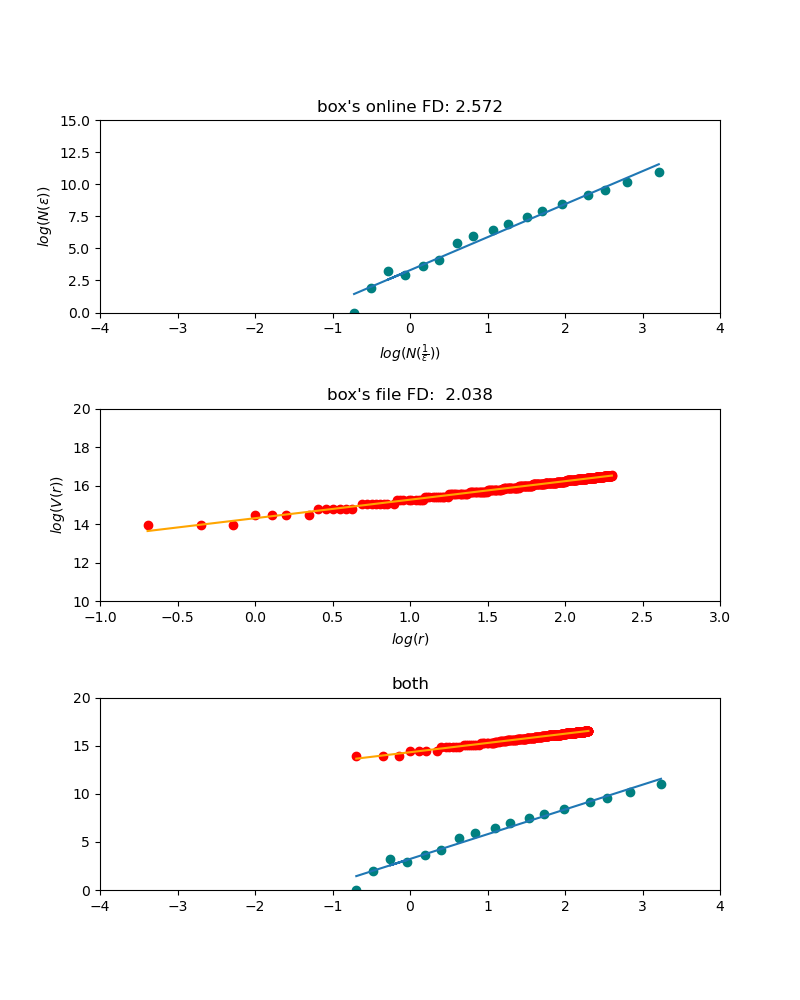 box's online FD: 2.572
15.0
12.5
10.0
7.5
5.0
2.5
0.0
log(N(ε))
−4 −3 −2 −1 0 1 2 3 4
log(N(1/ε))
box's file FD:  2.038
20
18
16
14
12
10
log(V(r))
−1.0 −0.5 0.0 0.5 1.0 1.5 2.0 2.5 3.0
log(r)
both
20
15
10
5
0
−4 −3 −2 −1 0 1 2 3 4